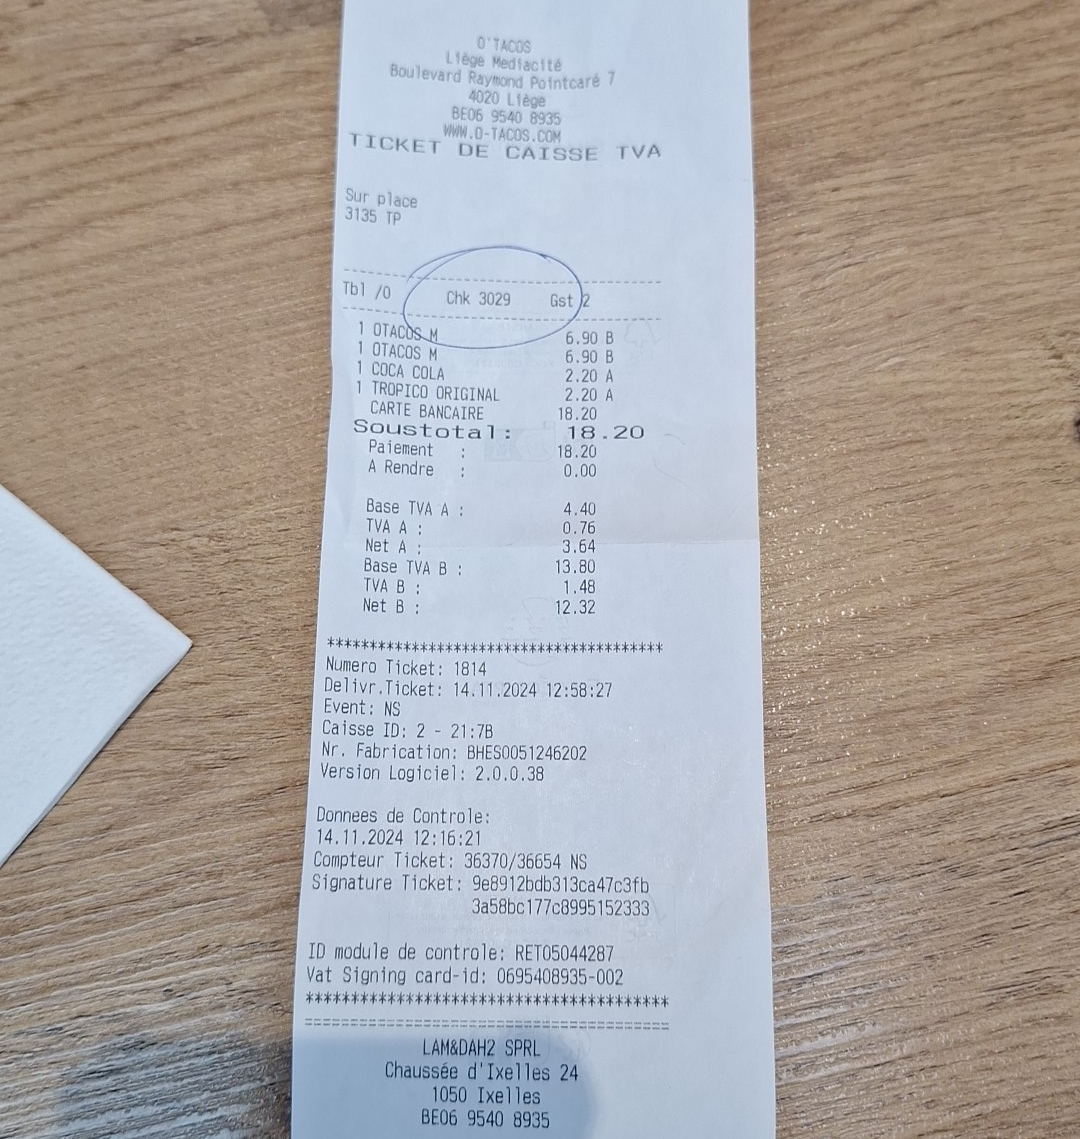 O'TACOS
Liège Mediacité
Boulevard Raymond Pointcaré 7
4020 Liège
BE06 9540 8935
WWW.O-TACOS.COM
TICKET DE CAISSE TVA
Sur place
3135 TP
Tbl /0 Chk 3029 Gst 2
1 OTACOS M 6.90 B
1 OTACOS M 6.90 B
1 COCA COLA 2.20 A
1 TROPICO ORIGINAL 2.20 A
CARTE BANCAIRE 18.20
Soustotal: 18.20
Paiement : 18.20
A Rendre : 0.00
Base TVA A : 4.40
TVA A : 0.76
Net A : 3.64
Base TVA B : 13.80
TVA B : 1.48
Net B : 12.32
****************************************
Numero Ticket: 1814
Delivr.Ticket: 14.11.2024 12:58:27
Event: NS
Caisse ID: 2 - 21:7B
Nr. Fabrication: BHES0051246202
Version Logiciel: 2.0.0.38
Donnees de Controle:
14.11.2024 12:16:21
Compteur Ticket: 36370/36654 NS
Signature Ticket: 9e8912bdb313ca47c3fb
3a58bc177c8995152333
ID module de controle: RET05044287
Vat Signing card-id: 0695408935-002
****************************************
========================================
LAM&DAH2 SPRL
Chaussée d'Ixelles 24
1050 Ixelles
BE06 9540 8935